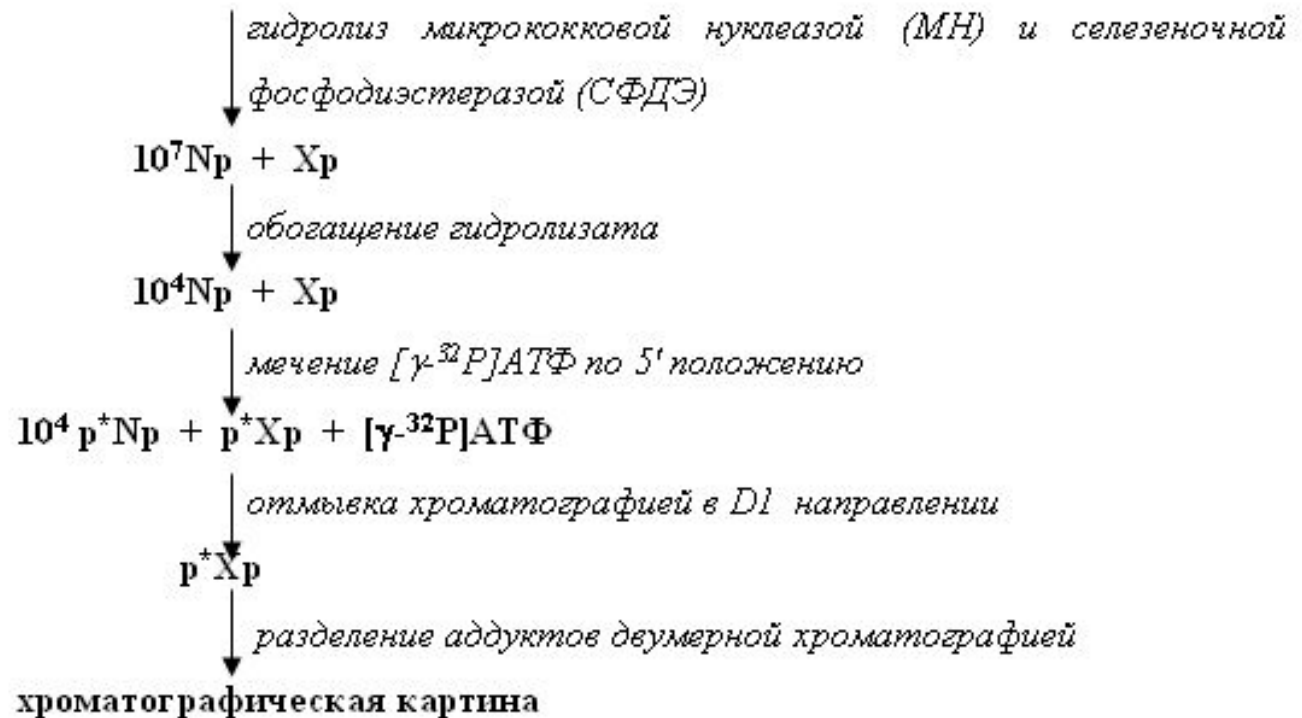 гидролиз микрококковой нуклеазой (МН) и селезеночной
фосфодиэстеразой (СФДЭ)
10⁷Np + Xp
обогащение гидролизата
10⁴Np + Xp
мечение [γ-³²P]АТФ по 5' положению
10⁴ p*Np + p*Xp + [γ-³²P]АТФ
отмывка хроматографией в D1 направлении
p*Xp
разделение аддуктов двумерной хроматографией
хроматографическая картина